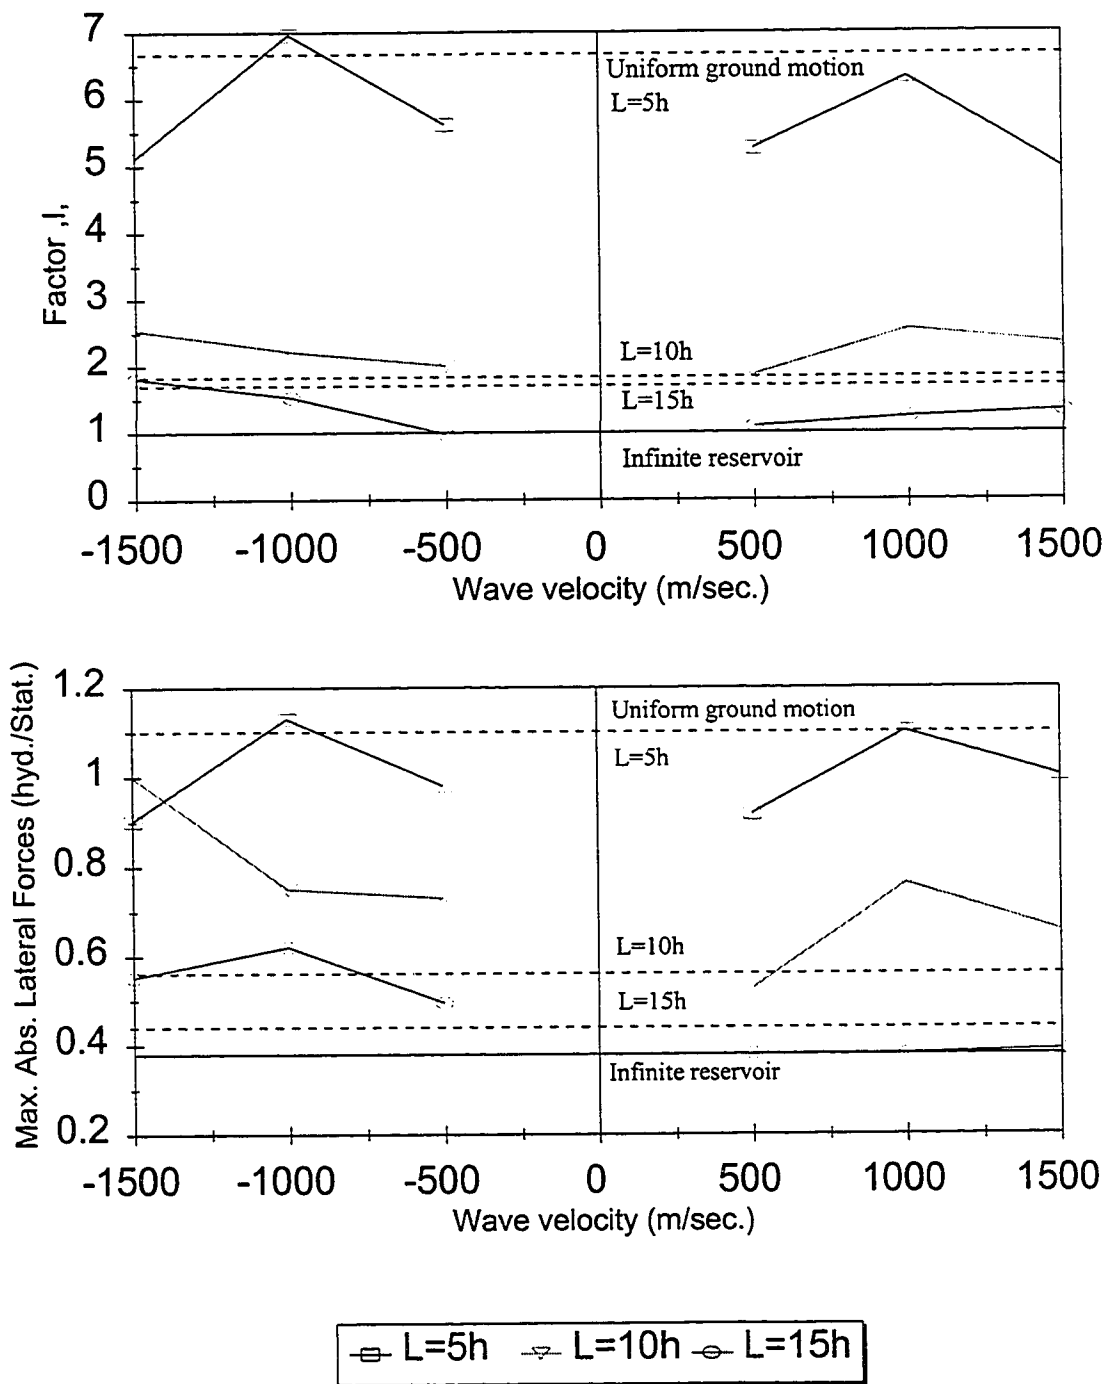 7
6
5
4
3
2
1
0
Factor ,I,
Uniform ground motion
L=5h
L=10h
L=15h
Infinite reservoir
-1500 -1000 -500 0 500 1000 1500
Wave velocity (m/sec.)
1.2
1
0.8
0.6
0.4
0.2
Max. Abs. Lateral Forces (hyd./Stat.)
Uniform ground motion
L=5h
L=10h
L=15h
Infinite reservoir
-1500 -1000 -500 0 500 1000 1500
Wave velocity (m/sec.)
L=5h L=10h L=15h